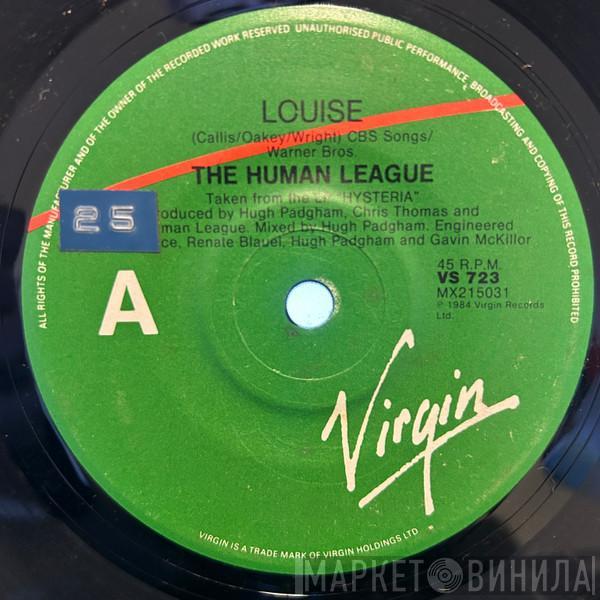 ALL RIGHTS OF THE MANUFACTURER AND OF THE OWNER OF THE RECORDED WORK RESERVED UNAUTHORISED PUBLIC PERFORMANCE, BROADCASTING AND COPYING OF THIS RECORD PROHIBITED
LOUISE
(Callis/Oakey/Wright) CBS Songs/
Warner Bros.
THE HUMAN LEAGUE
Taken from the "HYSTERIA"
25
roduced by Hugh Padgham, Chris Thomas and
man League. Mixed by Hugh Padgham. Engineered
ce, Renate Blauel, Hugh Padgham and Gavin McKillor
A
45 R.P.M.
VS 723
MX215031
℗ 1984 Virgin Records
Ltd.
Virgin
VIRGIN IS A TRADE MARK OF VIRGIN HOLDINGS LTD
МАРКЕТ ВИНИЛА